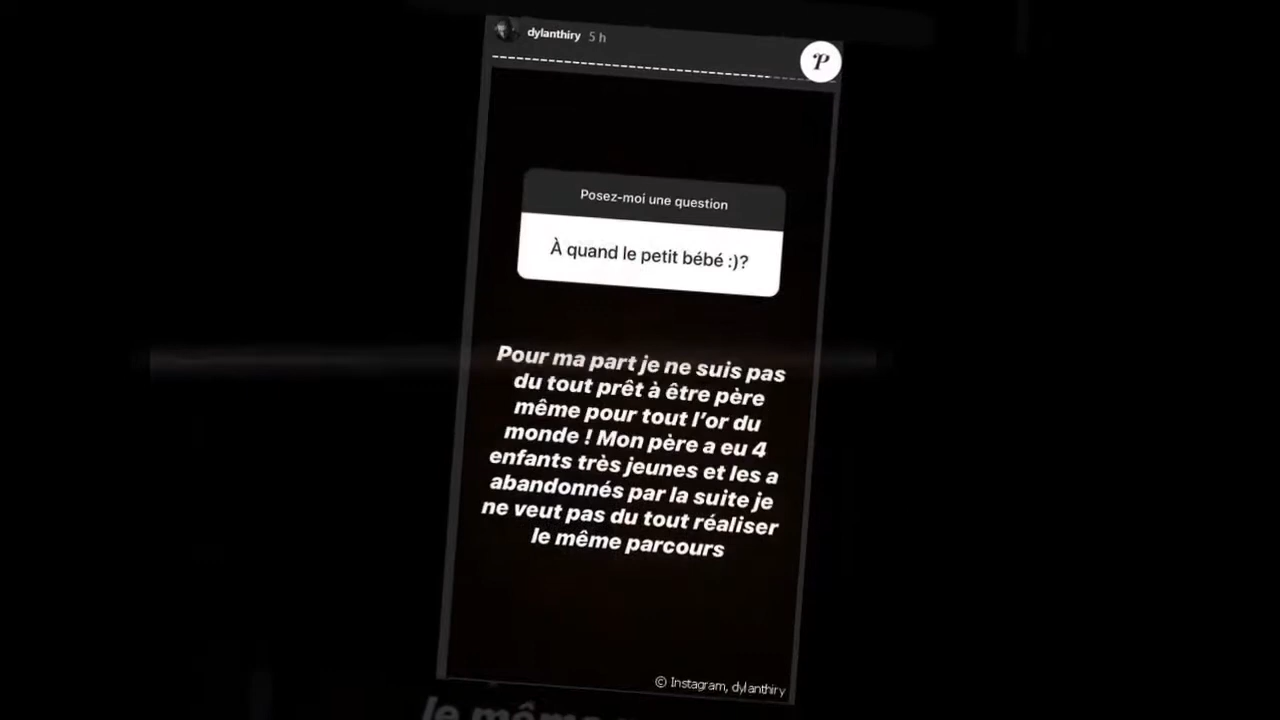 dylanthiry 5 h
P
Posez-moi une question
À quand le petit bébé :)?
Pour ma part je ne suis pas
du tout prêt à être père
même pour tout l'or du
monde ! Mon père a eu 4
enfants très jeunes et les a
abandonnés par la suite je
ne veut pas du tout réaliser
le même parcours
© Instagram, dylanthiry
le même